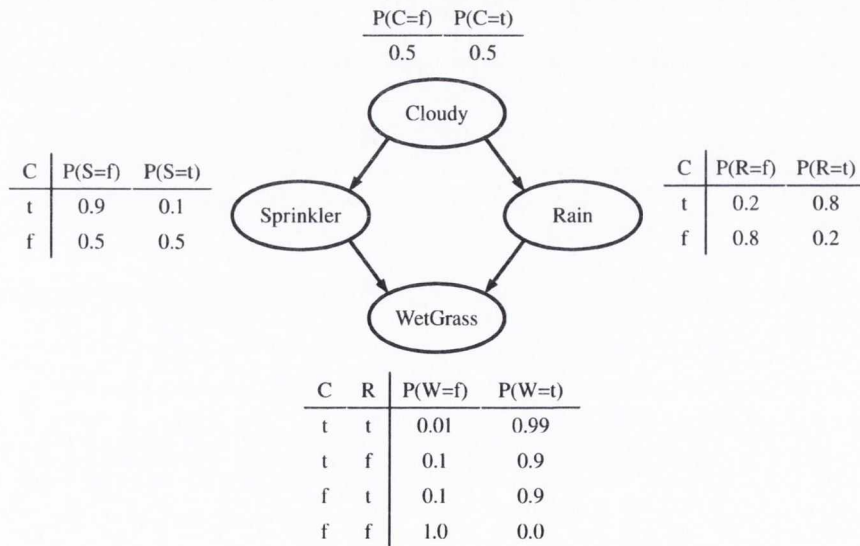 P(C=f) P(C=t)
0.5 0.5
Cloudy
C P(S=f) P(S=t)
t 0.9 0.1
f 0.5 0.5
Sprinkler
Rain
C P(R=f) P(R=t)
t 0.2 0.8
f 0.8 0.2
WetGrass
C R P(W=f) P(W=t)
t t 0.01 0.99
t f 0.1 0.9
f t 0.1 0.9
f f 1.0 0.0